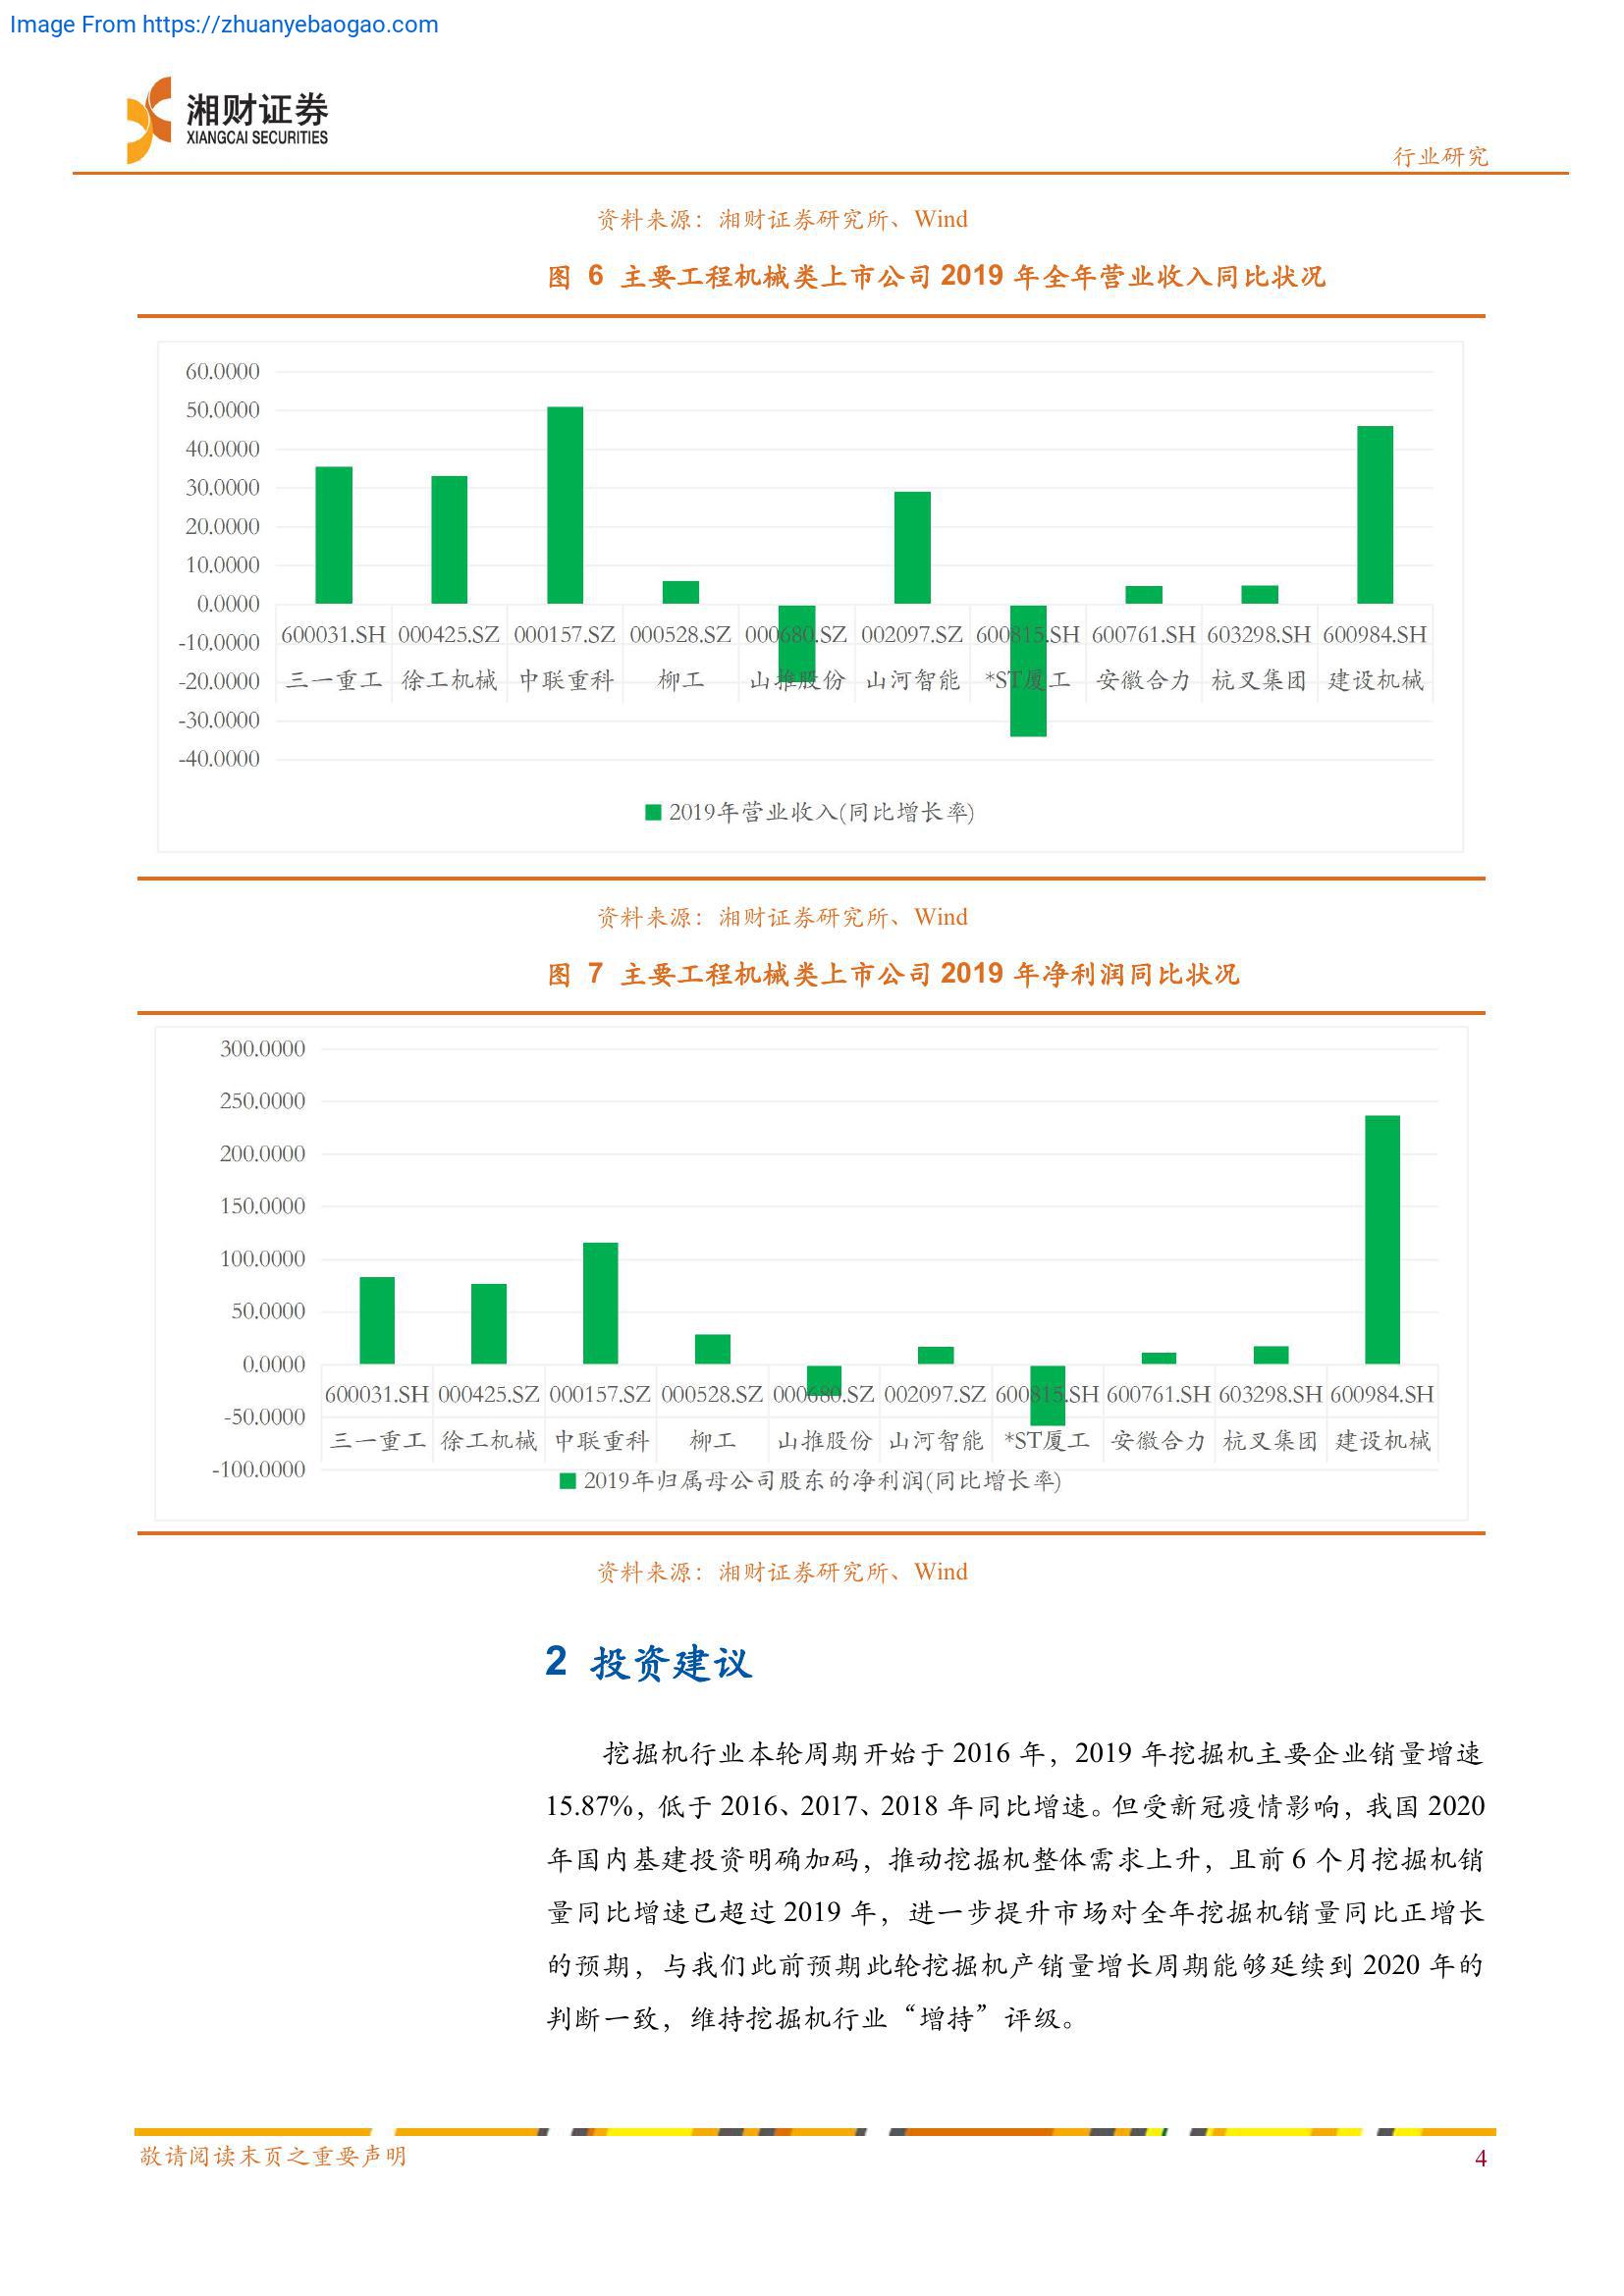 Image From https://zhuanyebaogao.com
湘财证券
XIANGCAI SECURITIES
行业研究
资料来源：湘财证券研究所、Wind
图 6 主要工程机械类上市公司 2019 年全年营业收入同比状况
60.0000
50.0000
40.0000
30.0000
20.0000
10.0000
0.0000
-10.0000
-20.0000
-30.0000
-40.0000
600031.SH 000425.SZ 000157.SZ 000528.SZ 000680.SZ 002097.SZ 600815.SH 600761.SH 603298.SH 600984.SH
三一重工 徐工机械 中联重科 柳工 山推股份 山河智能 *ST厦工 安徽合力 杭叉集团 建设机械
2019年营业收入(同比增长率)
资料来源：湘财证券研究所、Wind
图 7 主要工程机械类上市公司 2019 年净利润同比状况
300.0000
250.0000
200.0000
150.0000
100.0000
50.0000
0.0000
-50.0000
-100.0000
600031.SH 000425.SZ 000157.SZ 000528.SZ 000680.SZ 002097.SZ 600815.SH 600761.SH 603298.SH 600984.SH
三一重工 徐工机械 中联重科 柳工 山推股份 山河智能 *ST厦工 安徽合力 杭叉集团 建设机械
2019年归属母公司股东的净利润(同比增长率)
资料来源：湘财证券研究所、Wind
2 投资建议
挖掘机行业本轮周期开始于 2016 年，2019 年挖掘机主要企业销量增速
15.87%，低于 2016、2017、2018 年同比增速。但受新冠疫情影响，我国 2020
年国内基建投资明确加码，推动挖掘机整体需求上升，且前 6 个月挖掘机销
量同比增速已超过 2019 年，进一步提升市场对全年挖掘机销量同比正增长
的预期，与我们此前预期此轮挖掘机产销量增长周期能够延续到 2020 年的
判断一致，维持挖掘机行业“增持”评级。
敬请阅读末页之重要声明
4